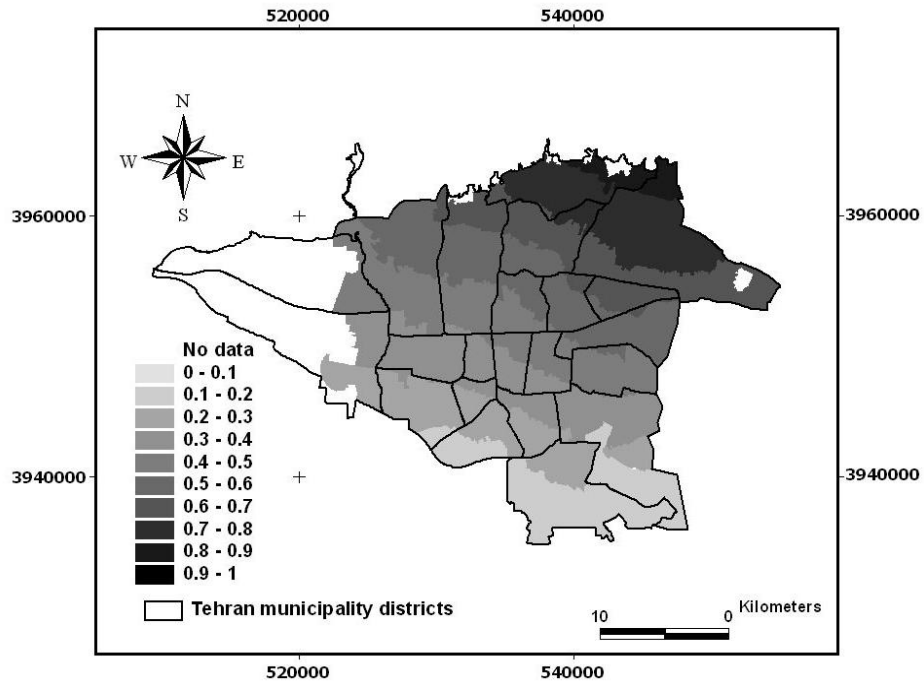 520000 540000
N
W E
S
3960000 3960000
No data
0 - 0.1
0.1 - 0.2
0.2 - 0.3
0.3 - 0.4
0.4 - 0.5
0.5 - 0.6
0.6 - 0.7
0.7 - 0.8
0.8 - 0.9
0.9 - 1
3940000 3940000
Tehran municipality districts
10 0 Kilometers
520000 540000